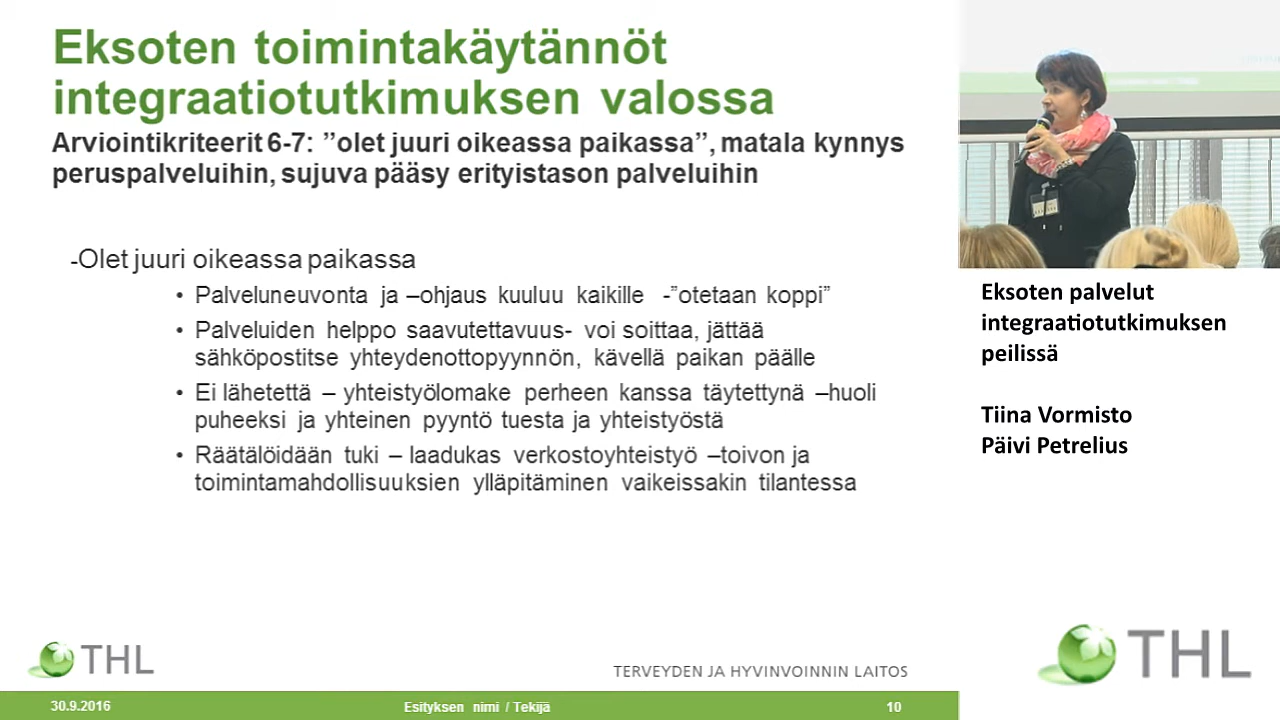 Eksoten toimintakäytännöt
integraatiotutkimuksen valossa
Arviointikriteerit 6-7: ”olet juuri oikeassa paikassa”, matala kynnys
peruspalveluihin, sujuva pääsy erityistason palveluihin
-Olet juuri oikeassa paikassa
• Palveluneuvonta ja –ohjaus kuuluu kaikille -”otetaan koppi”
• Palveluiden helppo saavutettavuus- voi soittaa, jättää
sähköpostitse yhteydenottopyynnön, kävellä paikan päälle
• Ei lähetettä – yhteistyölomake perheen kanssa täytettynä –huoli
puheeksi ja yhteinen pyyntö tuesta ja yhteistyöstä
• Räätälöidään tuki – laadukas verkostoyhteistyö –toivon ja
toimintamahdollisuuksien ylläpitäminen vaikeissakin tilantessa
THL
TERVEYDEN JA HYVINVOINNIN LAITOS
30.9.2016
Esityksen nimi / Tekijä
10
Eksoten palvelut
integraatiotutkimuksen
peilissä
Tiina Vormisto
Päivi Petrelius
THL